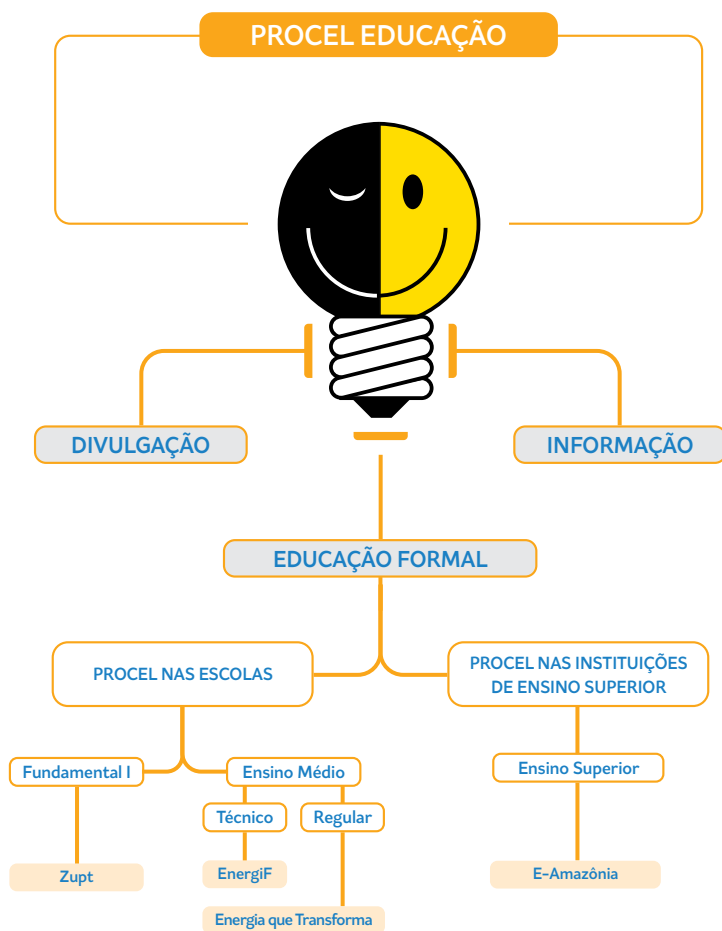 PROCEL EDUCAÇÃO
DIVULGAÇÃO
INFORMAÇÃO
EDUCAÇÃO FORMAL
PROCEL NAS ESCOLAS
PROCEL NAS INSTITUIÇÕES
DE ENSINO SUPERIOR
Fundamental I
Ensino Médio
Ensino Superior
Técnico
Regular
Zupt
EnergiF
E-Amazônia
Energia que Transforma